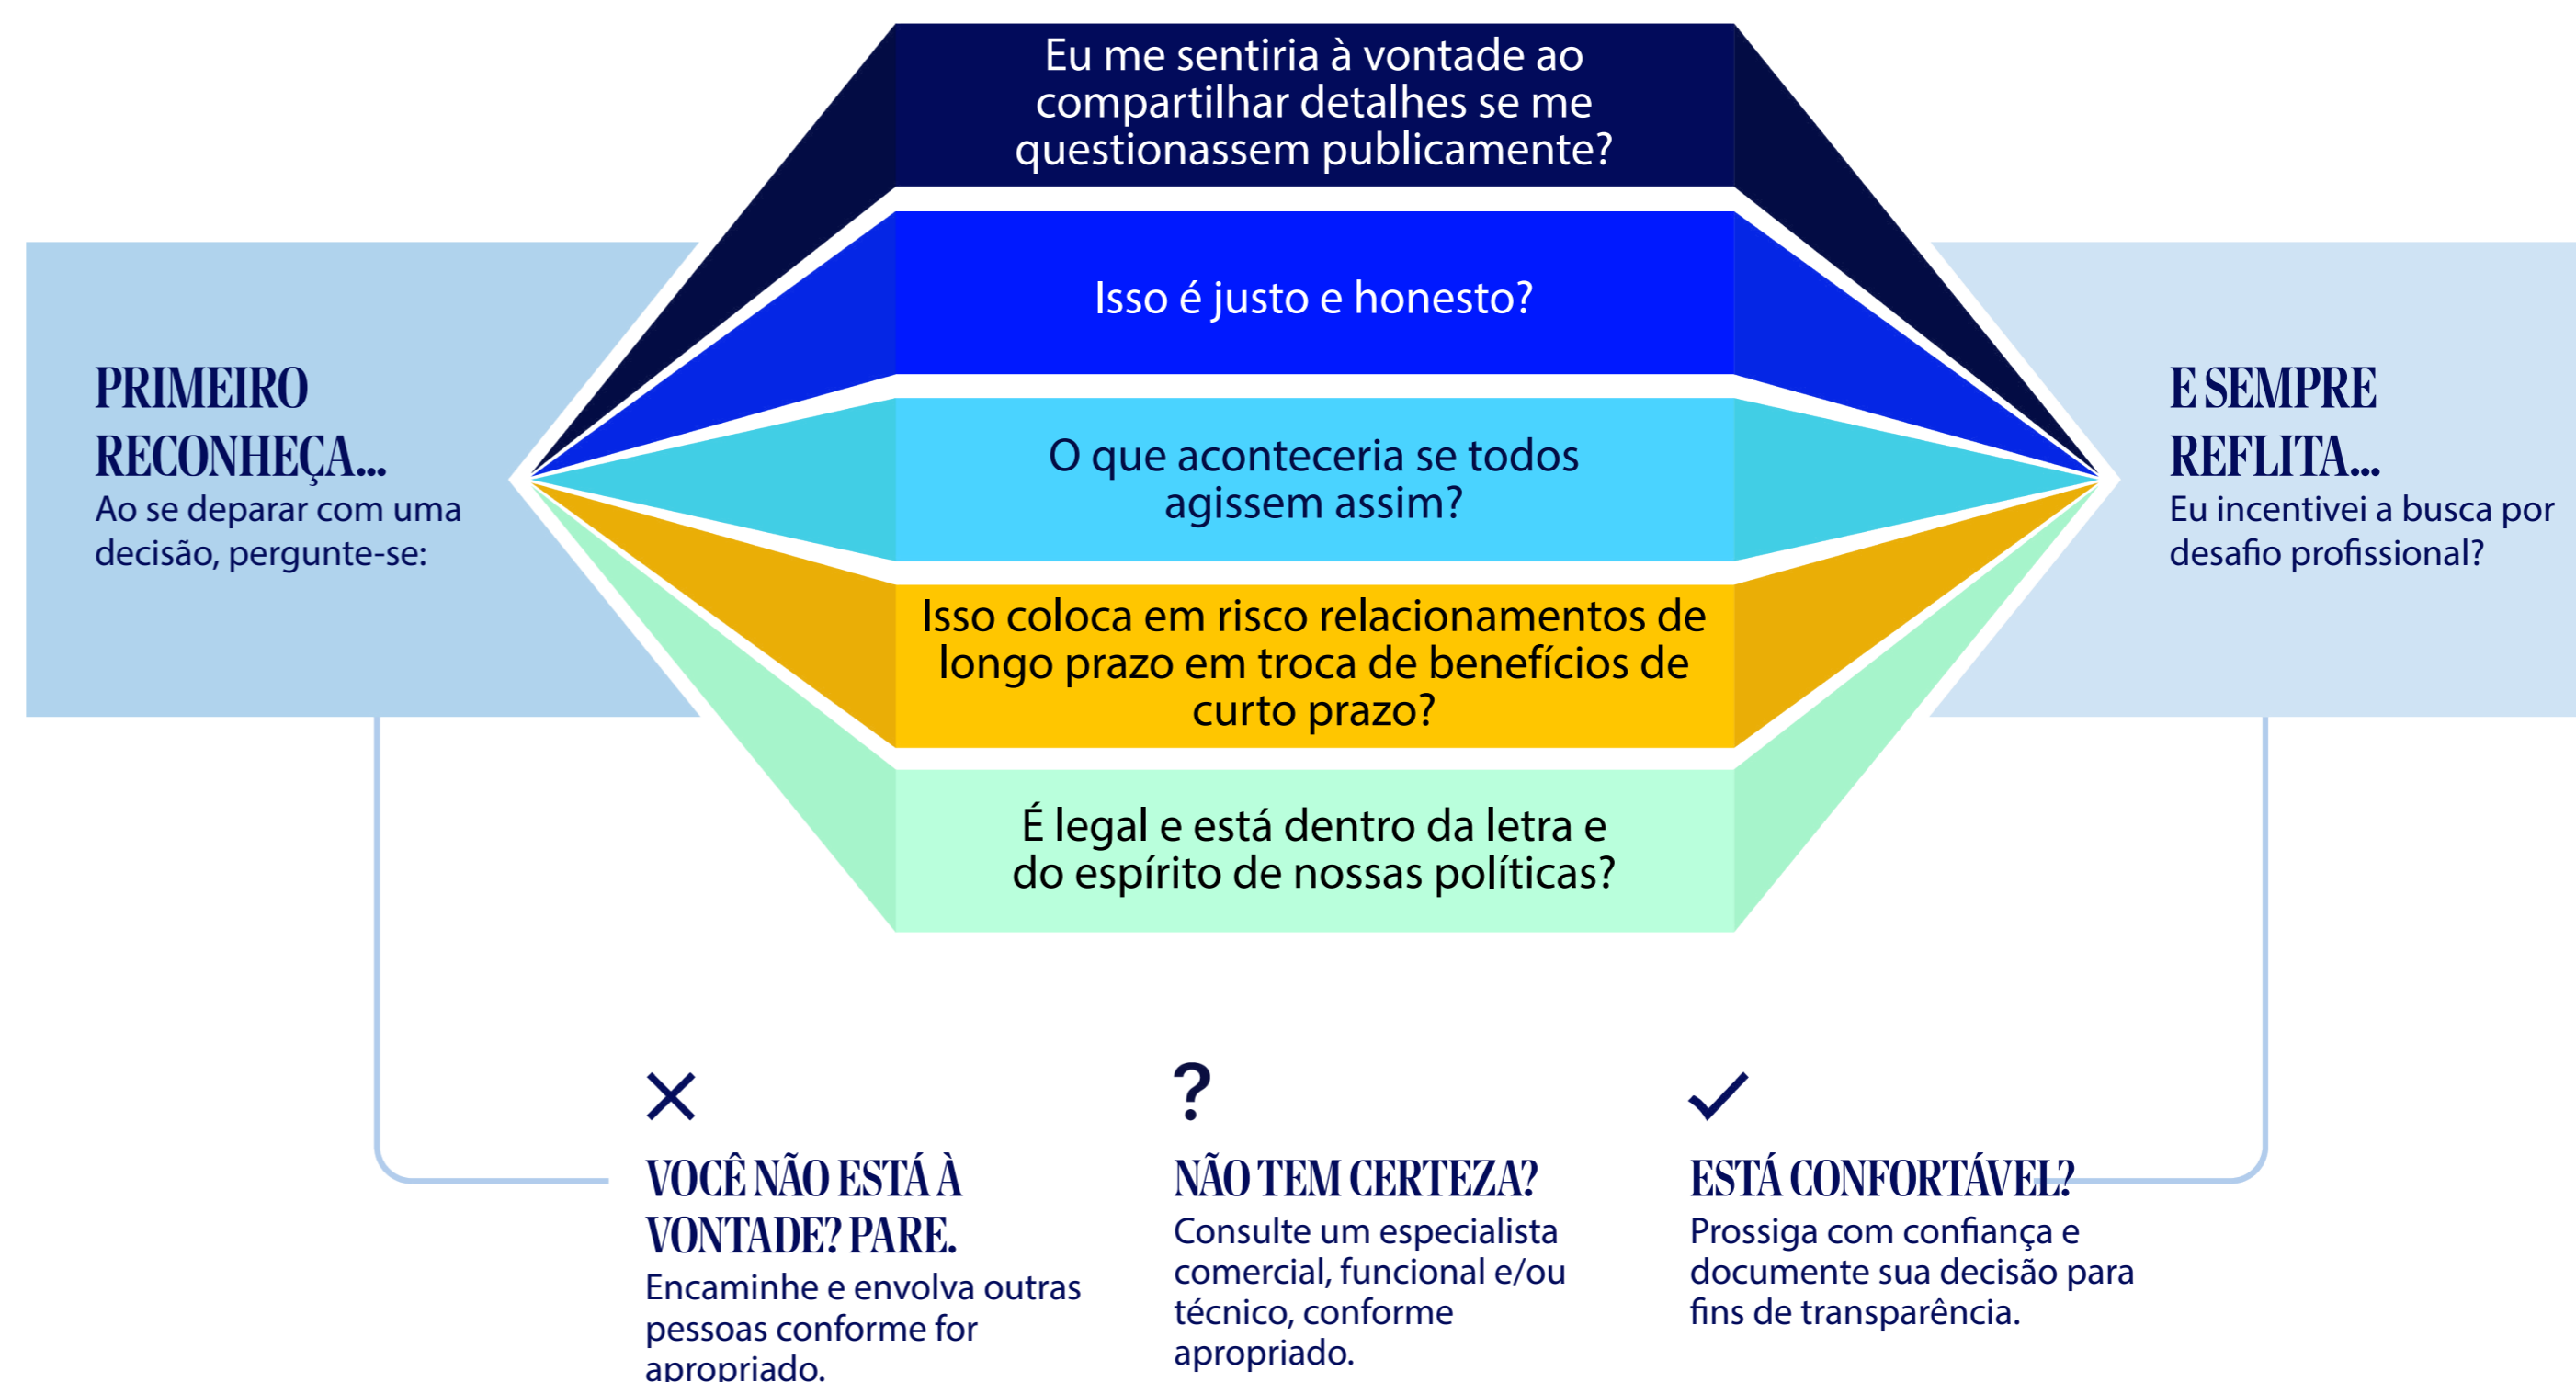 PRIMEIRO
RECONHEÇA...
Ao se deparar com uma
decisão, pergunte-se:
Eu me sentiria à vontade ao
compartilhar detalhes se me
questionassem publicamente?
Isso é justo e honesto?
O que aconteceria se todos
agissem assim?
Isso coloca em risco relacionamentos de
longo prazo em troca de benefícios de
curto prazo?
É legal e está dentro da letra e
do espírito de nossas políticas?
E SEMPRE
REFLITA...
Eu incentivei a busca por
desafio profissional?
VOCÊ NÃO ESTÁ À
VONTADE? PARE.
Encaminhe e envolva outras
pessoas conforme for
apropriado.
?
NÃO TEM CERTEZA?
Consulte um especialista
comercial, funcional e/ou
técnico, conforme
apropriado.
ESTÁ CONFORTÁVEL?
Prossiga com confiança e
documente sua decisão para
fins de transparência.